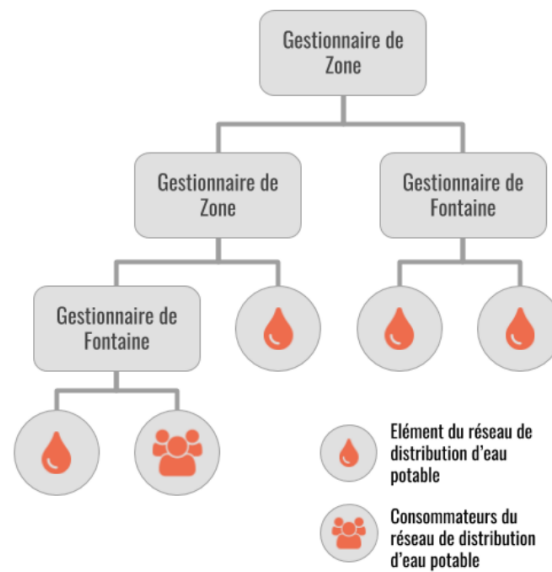 Gestionnaire de
Zone
Gestionnaire de
Zone
Gestionnaire de
Fontaine
Gestionnaire de
Fontaine
Elément du réseau de
distribution d'eau
potable
Consommateurs du
réseau de distribution
d'eau potable